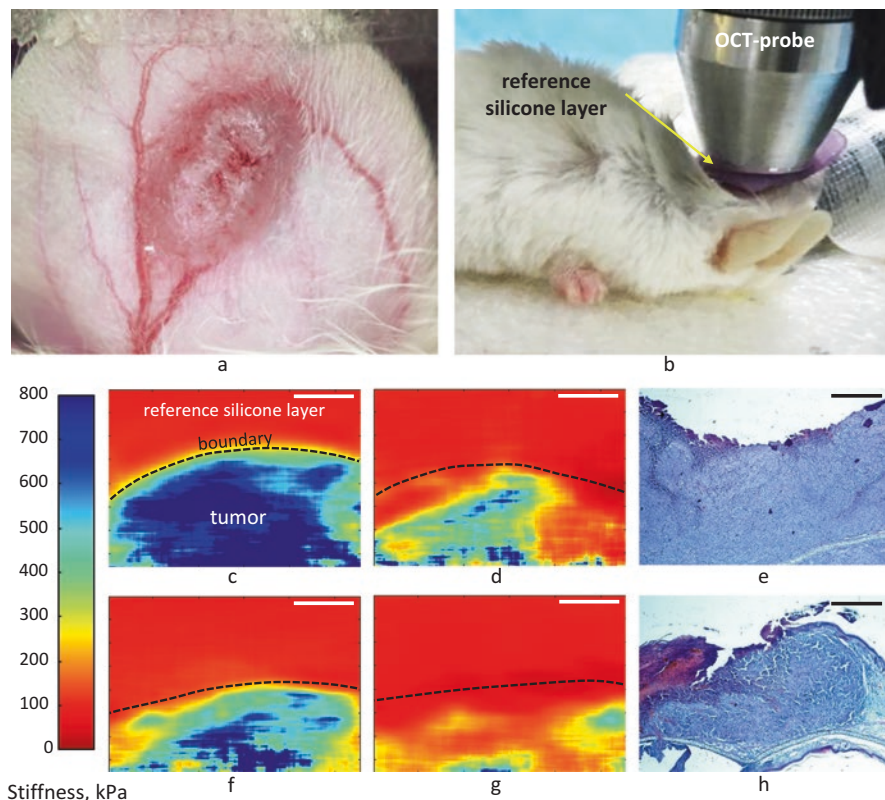 OCT-probe
reference
silicone layer
a
b
800
700
600
500
400
300
200
100
0
Stiffness, kPa
reference silicone layer
boundary
tumor
c
d
e
f
g
h